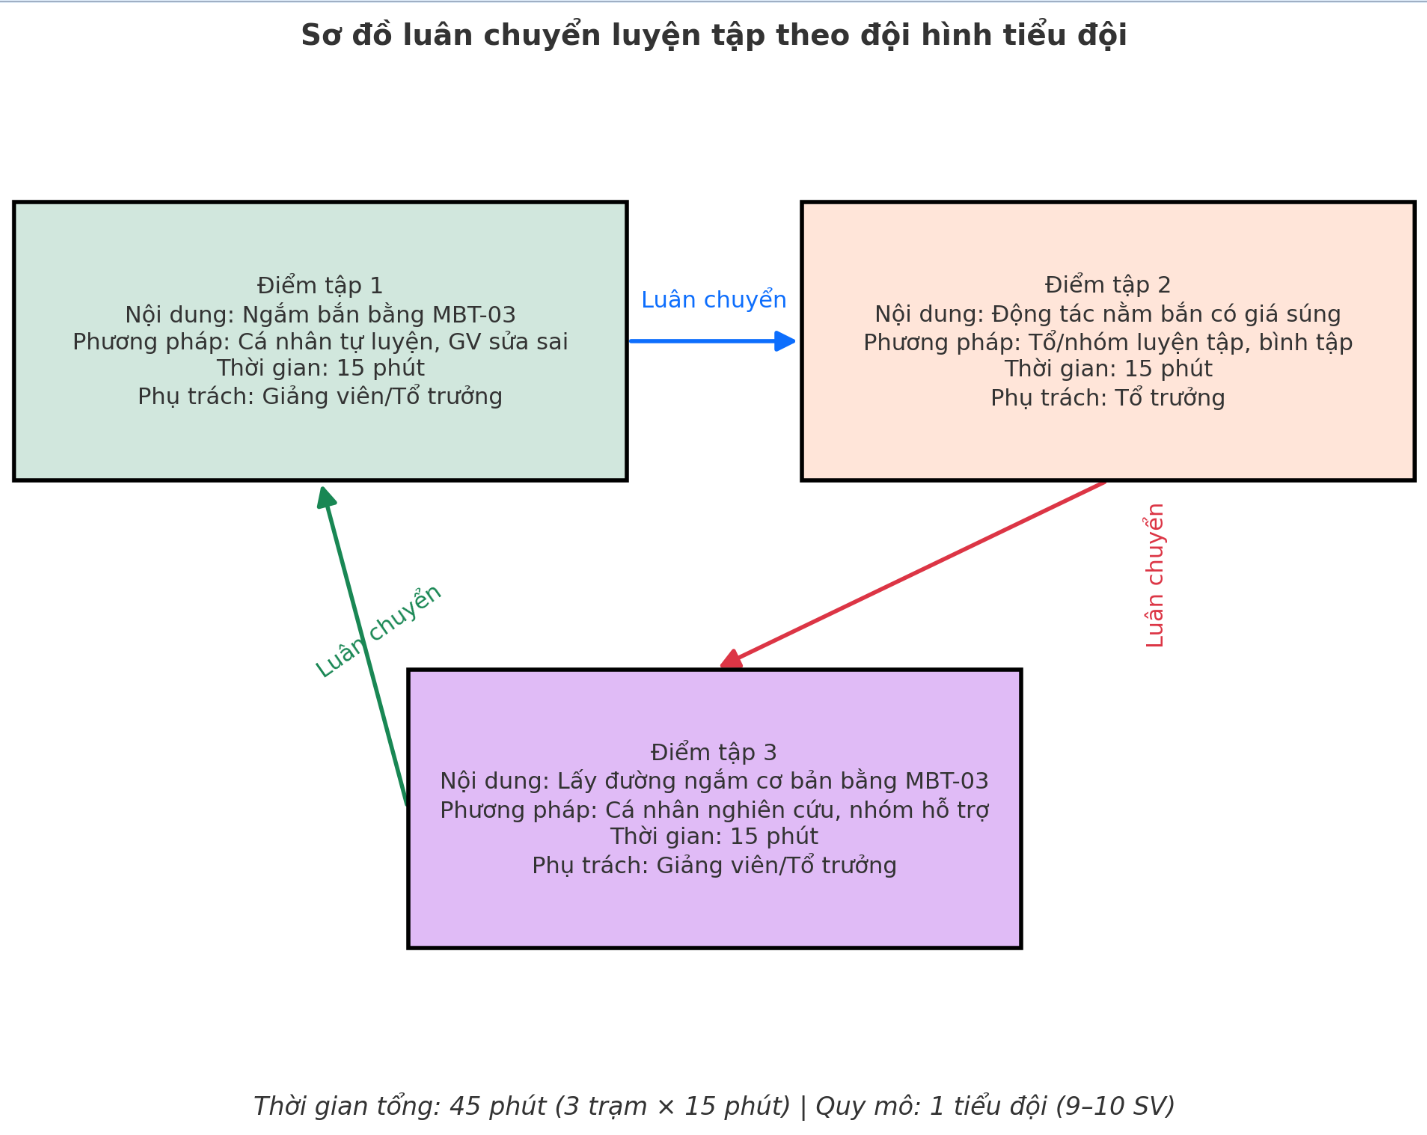 Sơ đồ luân chuyển luyện tập theo đội hình tiểu đội
Điểm tập 1
Nội dung: Ngắm bắn bằng MBT-03
Phương pháp: Cá nhân tự luyện, GV sửa sai
Thời gian: 15 phút
Phụ trách: Giảng viên/Tổ trưởng
Luân chuyển
Điểm tập 2
Nội dung: Động tác nằm bắn có giá súng
Phương pháp: Tổ/nhóm luyện tập, bình tập
Thời gian: 15 phút
Phụ trách: Tổ trưởng
Luân chuyển
Luân chuyển
Điểm tập 3
Nội dung: Lấy đường ngắm cơ bản bằng MBT-03
Phương pháp: Cá nhân nghiên cứu, nhóm hỗ trợ
Thời gian: 15 phút
Phụ trách: Giảng viên/Tổ trưởng
Thời gian tổng: 45 phút (3 trạm × 15 phút) | Quy mô: 1 tiểu đội (9–10 SV)